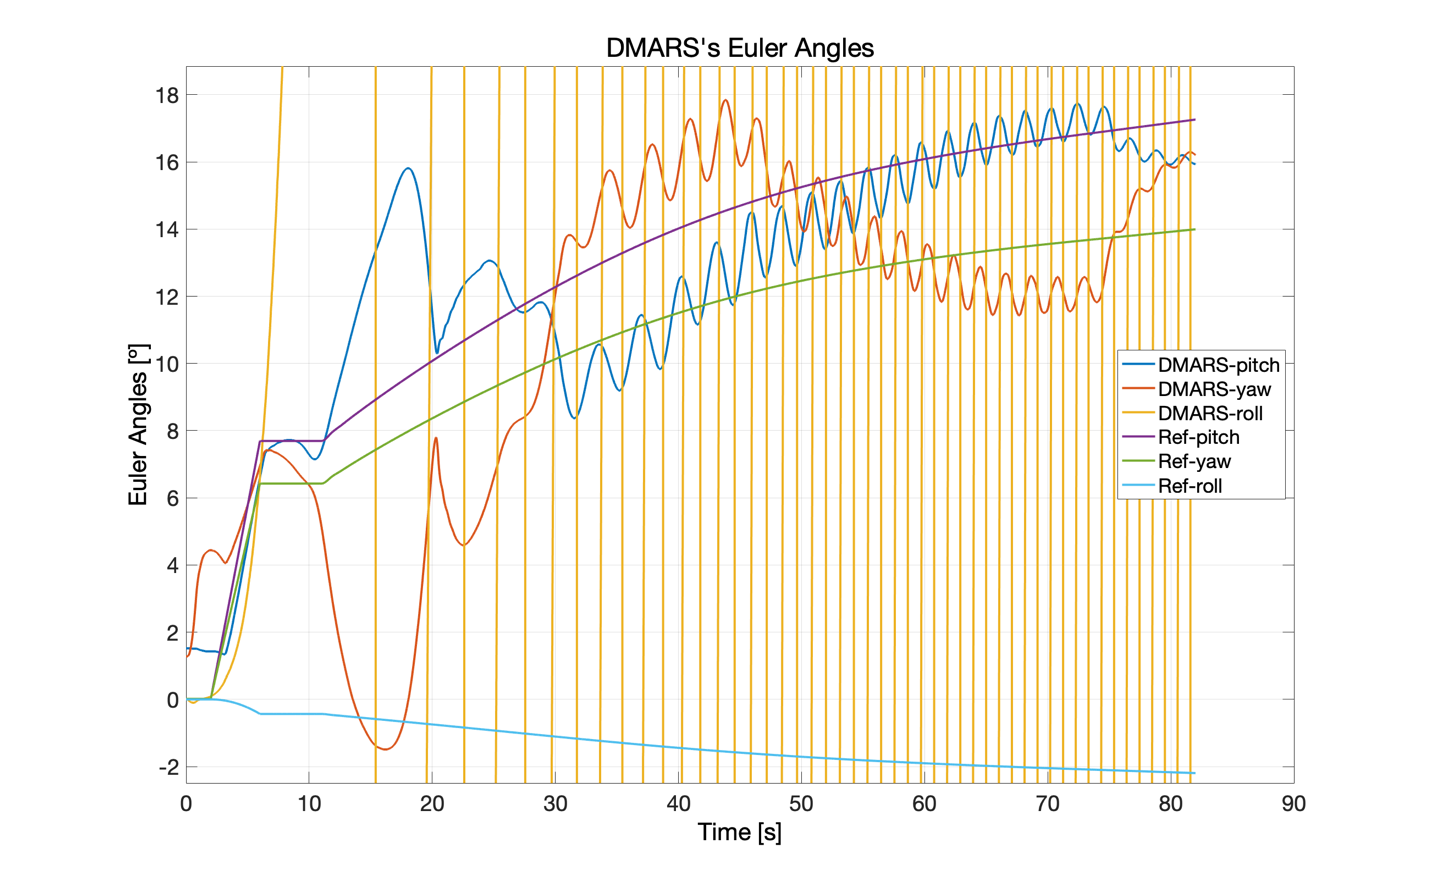 DMARS's Euler Angles
18
16
14
12
10
8
6
4
2
0
-2
Euler Angles [º]
DMARS-pitch
DMARS-yaw
DMARS-roll
Ref-pitch
Ref-yaw
Ref-roll
0 10 20 30 40 50 60 70 80 90
Time [s]